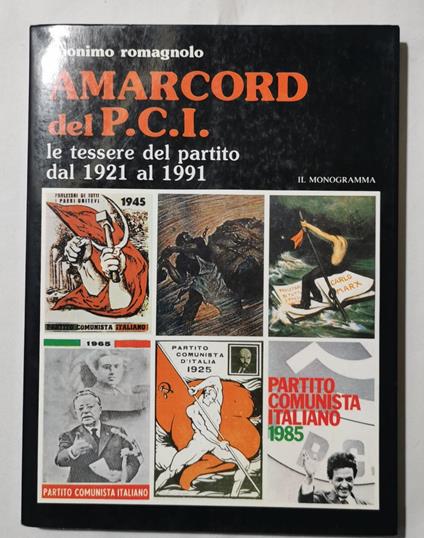 romagnolo
AMARCORD
del P.C.I.
le tessere del partito
dal 1921 al 1991
IL MONOGRAMMA
PROLETARI DI TUTTI
I PAESI UNITEVI
1945
PARTITO COMUNISTA ITALIANO
CARLO
MARX
1965
PARTITO COMUNISTA ITALIANO
PARTITO
COMUNISTA
D'ITALIA
1925
PARTITO
COMUNISTA
ITALIANO
1985